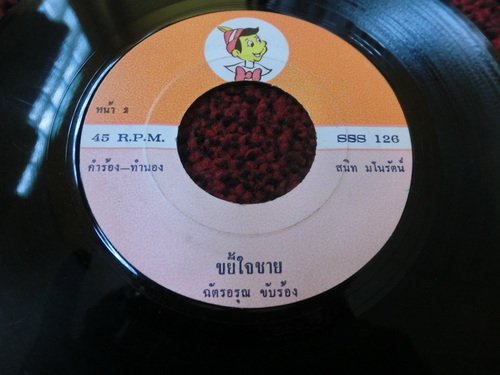 หน้า 2
45 R.P.M. SSS 126
คำร้อง—ทำนอง สนิท มโนรัตน์
ขยี้ใจชาย
ฉัตรอรุณ ขับร้อง